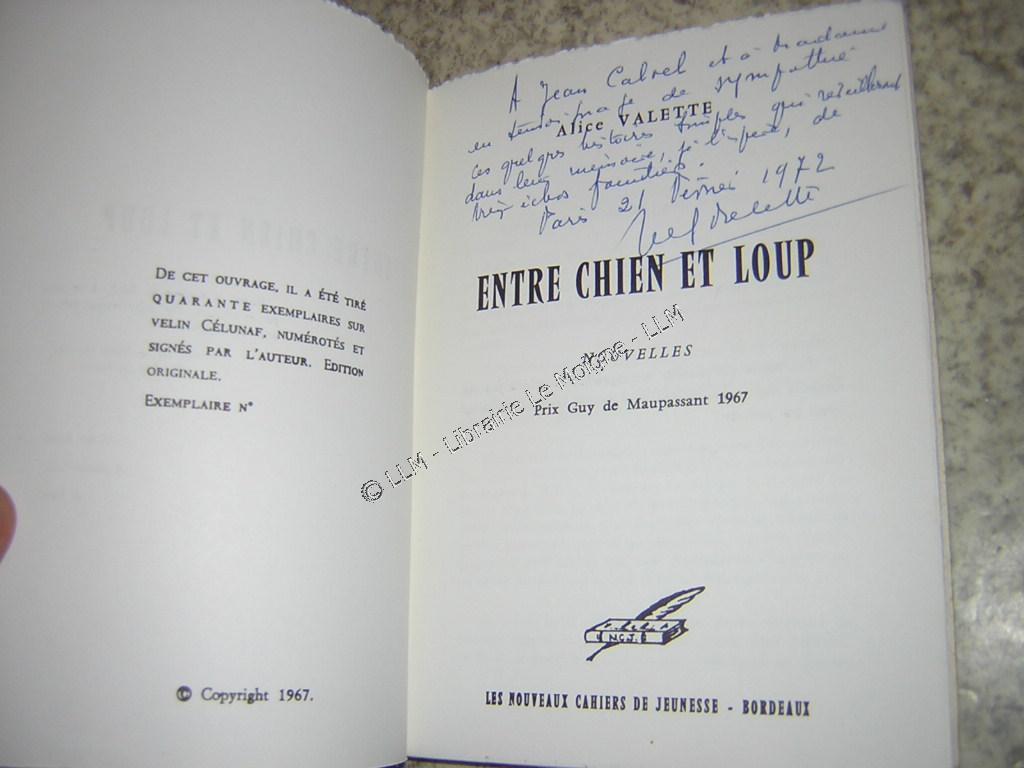 DE CET OUVRAGE, IL A ÉTÉ TIRÉ
QUARANTE EXEMPLAIRES SUR
VELIN CÉLUNAF, NUMÉROTÉS ET
SIGNÉS PAR L'AUTEUR. EDITION
ORIGINALE.
EXEMPLAIRE N°
© Copyright 1967.
A Jean Calvel et à Madame
en témoignage de sympathie
Alice VALETTE
ces quelques histoires simples qui réveilleront
dans leur mémoire, je l'espère, de
échos familiers.
Paris 21 Février 1972
ENTRE CHIEN ET LOUP
NOUVELLES
Prix Guy de Maupassant 1967
N.C.J.
LES NOUVEAUX CAHIERS DE JEUNESSE - BORDEAUX
© LLM - Librairie Le Moigne - LLM